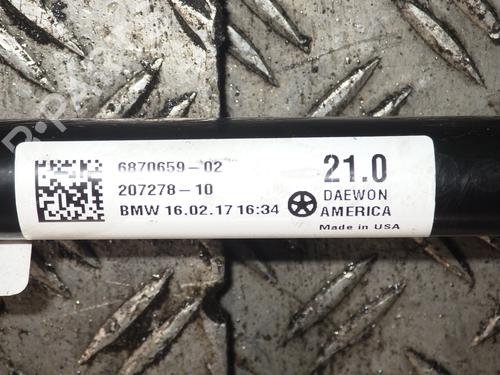 6870659-02
207278-10
BMW 16.02.17 16:34
21.0
DAEWON
AMERICA
Made in USA